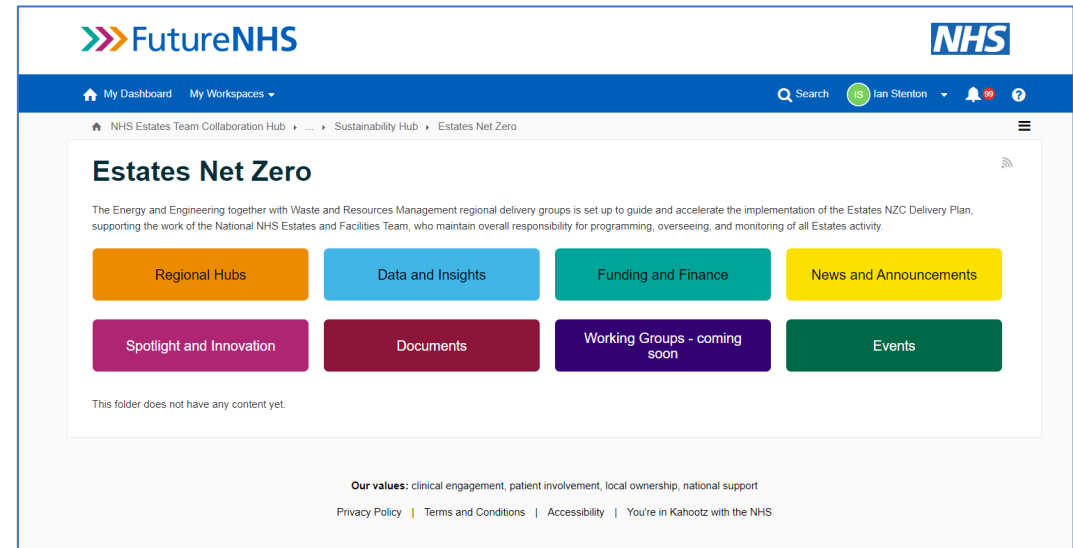 FutureNHS
NHS
My Dashboard My Workspaces
Search IS Ian Stenton 99 ?
NHS Estates Team Collaboration Hub ... Sustainability Hub Estates Net Zero
Estates Net Zero
The Energy and Engineering together with Waste and Resources Management regional delivery groups is set up to guide and accelerate the implementation of the Estates NZC Delivery Plan,
supporting the work of the National NHS Estates and Facilities Team, who maintain overall responsibility for programming, overseeing, and monitoring of all Estates activity.
Regional Hubs
Data and Insights
Funding and Finance
News and Announcements
Spotlight and Innovation
Documents
Working Groups - coming
soon
Events
This folder does not have any content yet.
Our values: clinical engagement, patient involvement, local ownership, national support
Privacy Policy | Terms and Conditions | Accessibility | You're in Kahootz with the NHS